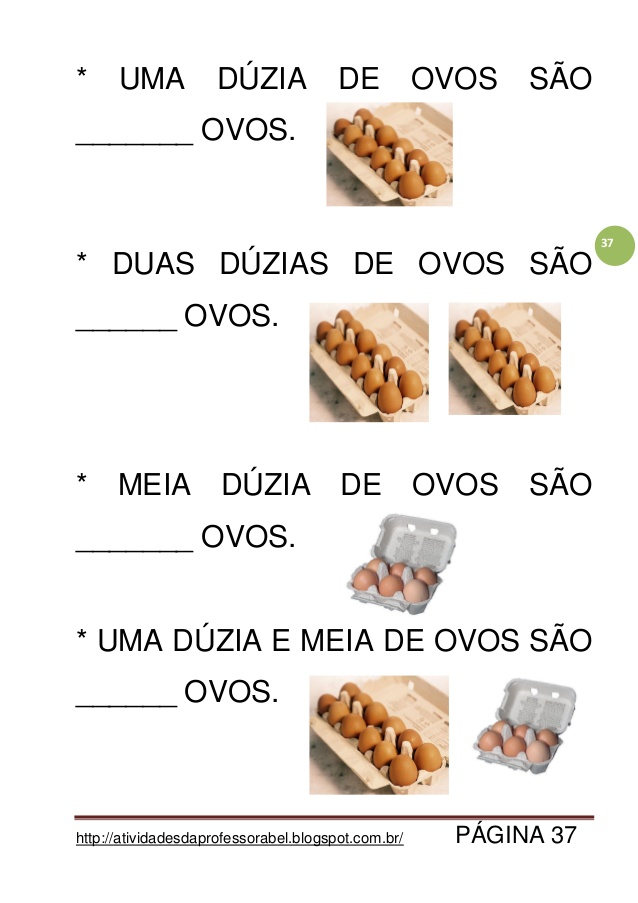 * UMA DÚZIA DE OVOS SÃO
_______ OVOS.
37
* DUAS DÚZIAS DE OVOS SÃO
______ OVOS.
* MEIA DÚZIA DE OVOS SÃO
_______ OVOS.
* UMA DÚZIA E MEIA DE OVOS SÃO
______ OVOS.
http://atividadesdaprofessorabel.blogspot.com.br/ PÁGINA 37